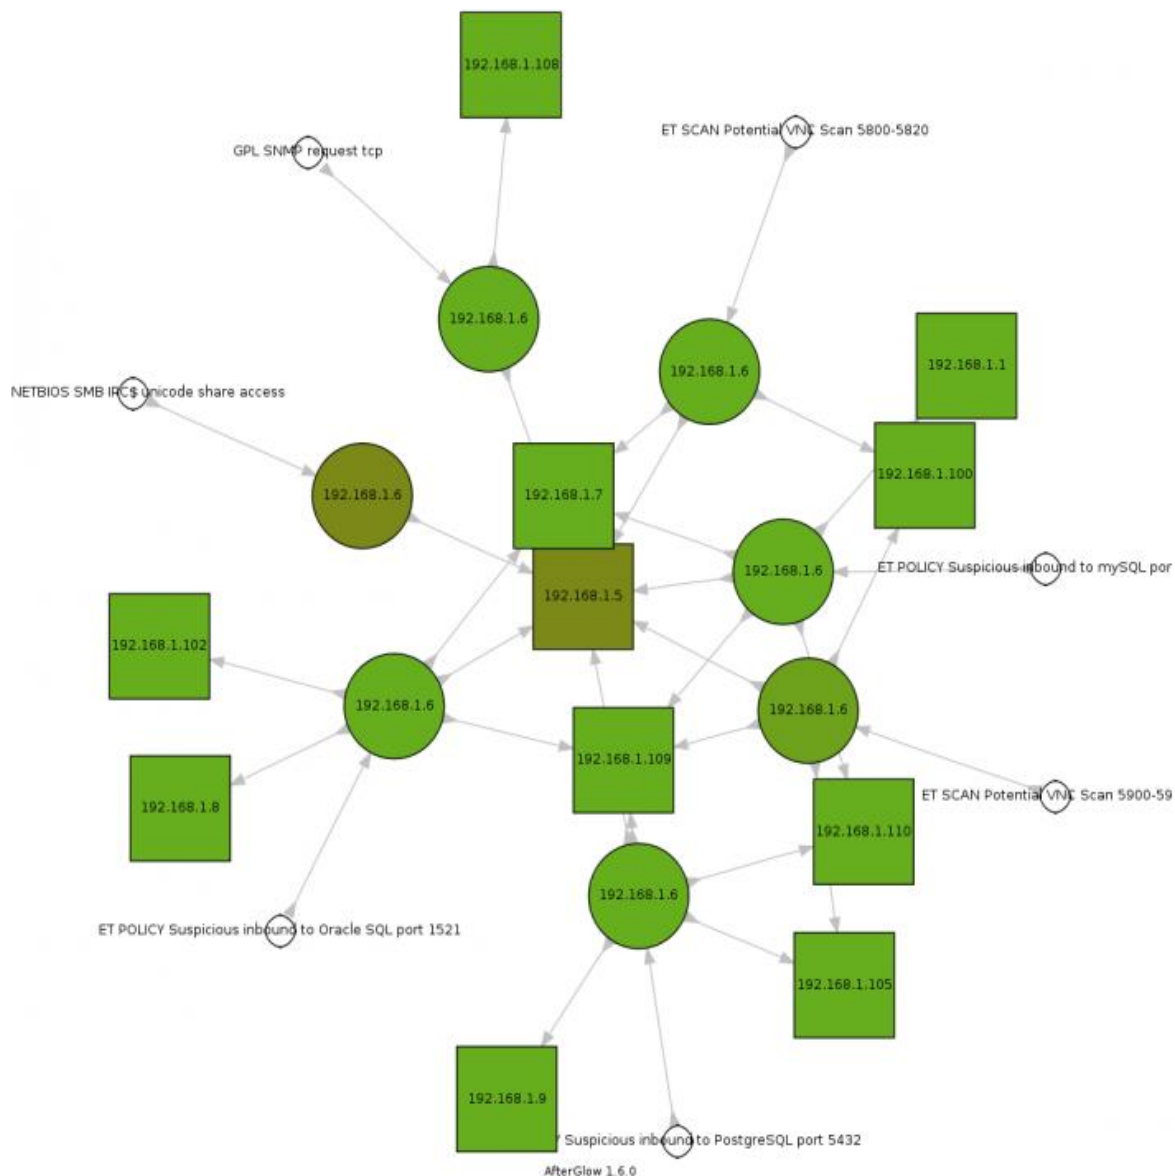 192.168.1.108
ET SCAN Potential VNC Scan 5800-5820
GPL SNMP request tcp
192.168.1.6
192.168.1.6
192.168.1.1
NETBIOS SMB IPC$ unicode share access
192.168.1.100
192.168.1.6
192.168.1.7
ET POLICY Suspicious inbound to mySQL por
192.168.1.6
192.168.1.5
192.168.1.102
192.168.1.6
192.168.1.6
192.168.1.109
ET SCAN Potential VNC Scan 5900-59
192.168.1.8
192.168.1.110
192.168.1.6
ET POLICY Suspicious inbound to Oracle SQL port 1521
192.168.1.105
192.168.1.9
Suspicious inbound to PostgreSQL port 5432
AfterGlow 1.6.0